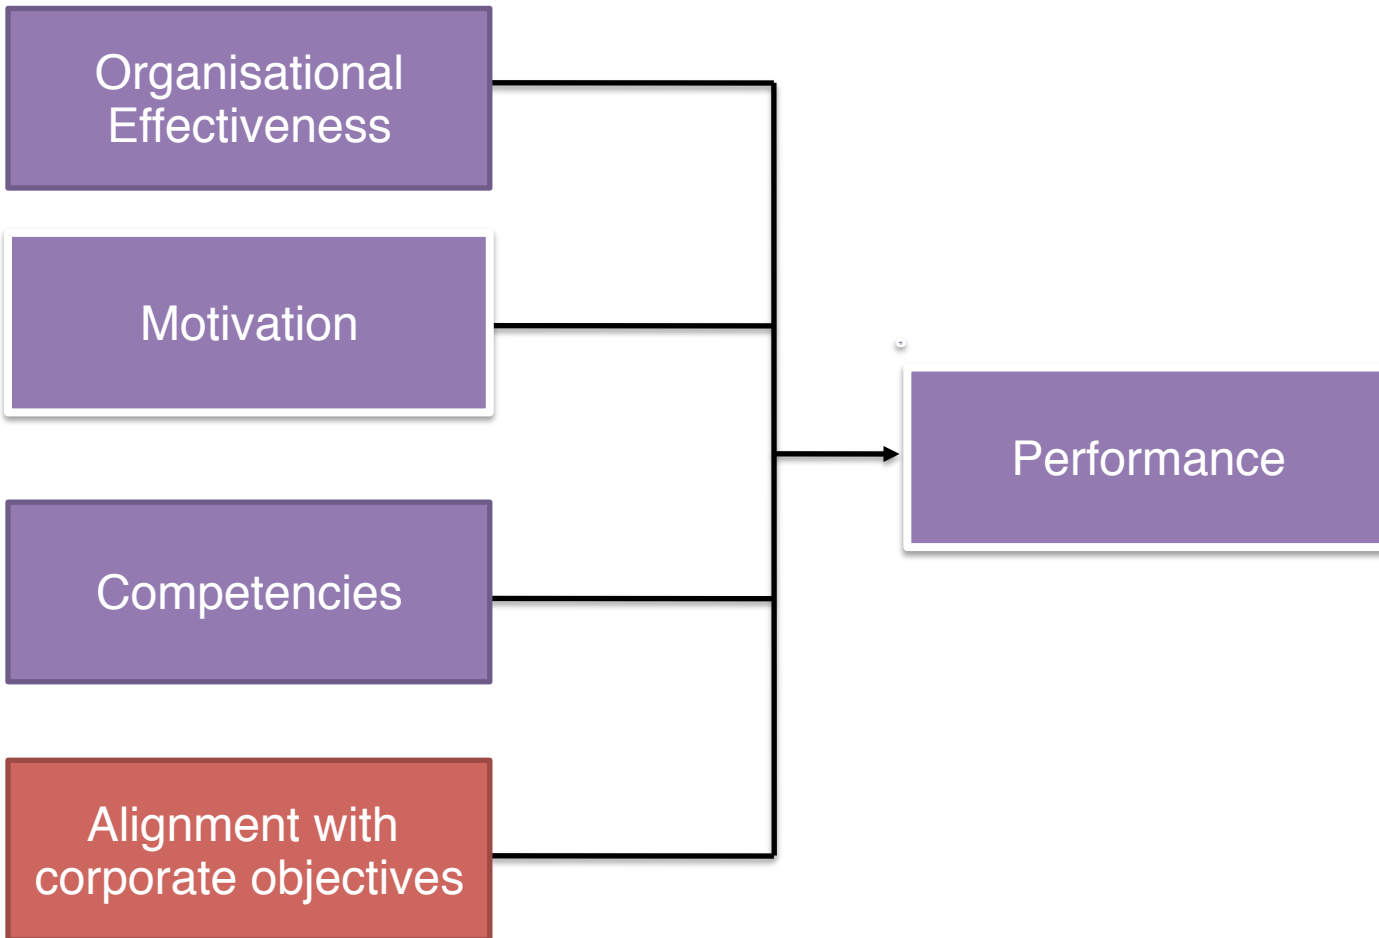 Organisational
Effectiveness
Motivation
Performance
Competencies
Alignment with
corporate objectives